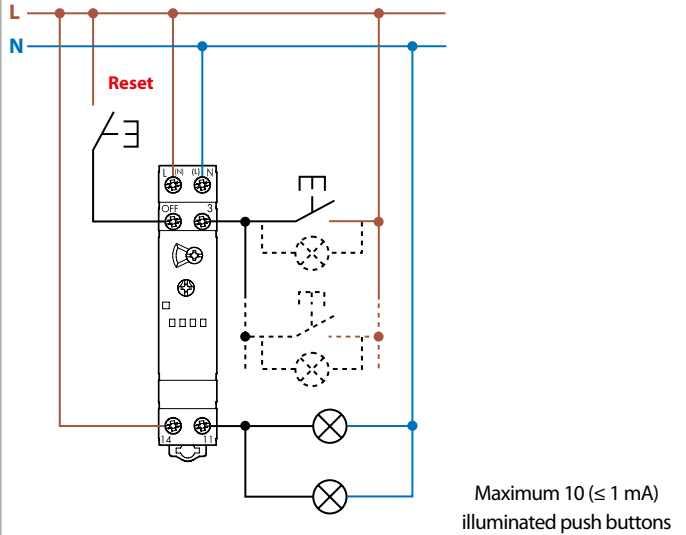 L
N
Reset
L (N) (L) N
OFF 3
14 11
Maximum 10 (≤ 1 mA)
illuminated push buttons